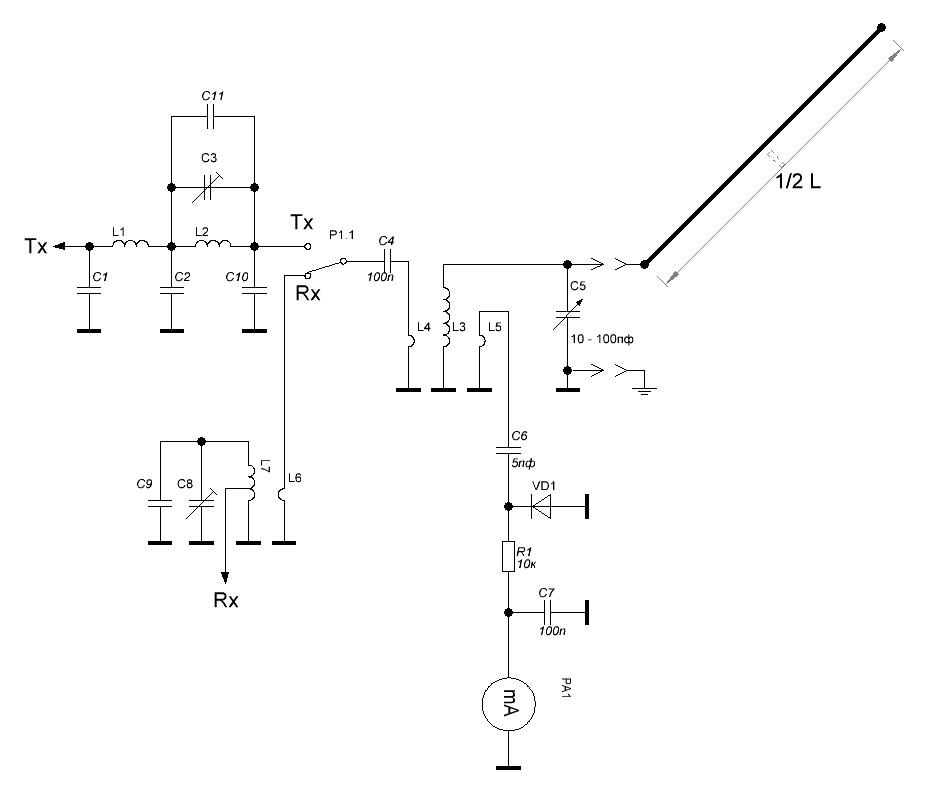 C11
C3
1/2 L
Tx
L1
L2
P1.1
C4
Tx
C1
C2
C10
100n
Rx
C5
L4
L3
L5
10 - 100пф
C6
L7
5пф
C9
C8
L6
VD1
R1
10к
Rx
C7
100n
PA1
mA